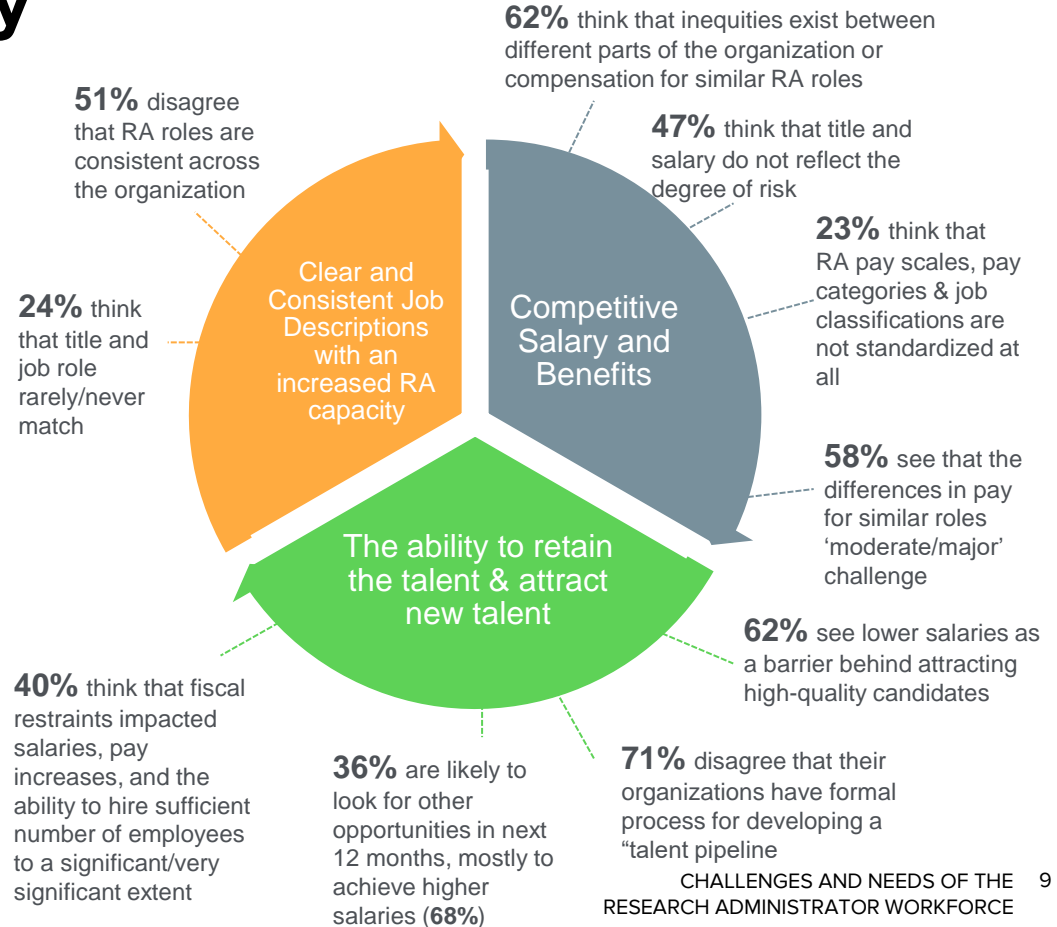 y
62% think that inequities exist between
different parts of the organization or
compensation for similar RA roles
51% disagree
that RA roles are
consistent across
the organization
47% think that title and
salary do not reflect the
degree of risk
23% think that
RA pay scales, pay
categories & job
classifications are
not standardized at
all
Clear and
Consistent Job
Descriptions
with an
increased RA
capacity
Competitive
Salary and
Benefits
24% think
that title and
job role
rarely/never
match
58% see that the
differences in pay
for similar roles
‘moderate/major’
challenge
The ability to retain
the talent & attract
new talent
62% see lower salaries as
a barrier behind attracting
high-quality candidates
40% think that fiscal
restraints impacted
salaries, pay
increases, and the
ability to hire sufficient
number of employees
to a significant/very
significant extent
36% are likely to
look for other
opportunities in next
12 months, mostly to
achieve higher
salaries (68%)
71% disagree that their
organizations have formal
process for developing a
“talent pipeline
CHALLENGES AND NEEDS OF THE 9
RESEARCH ADMINISTRATOR WORKFORCE